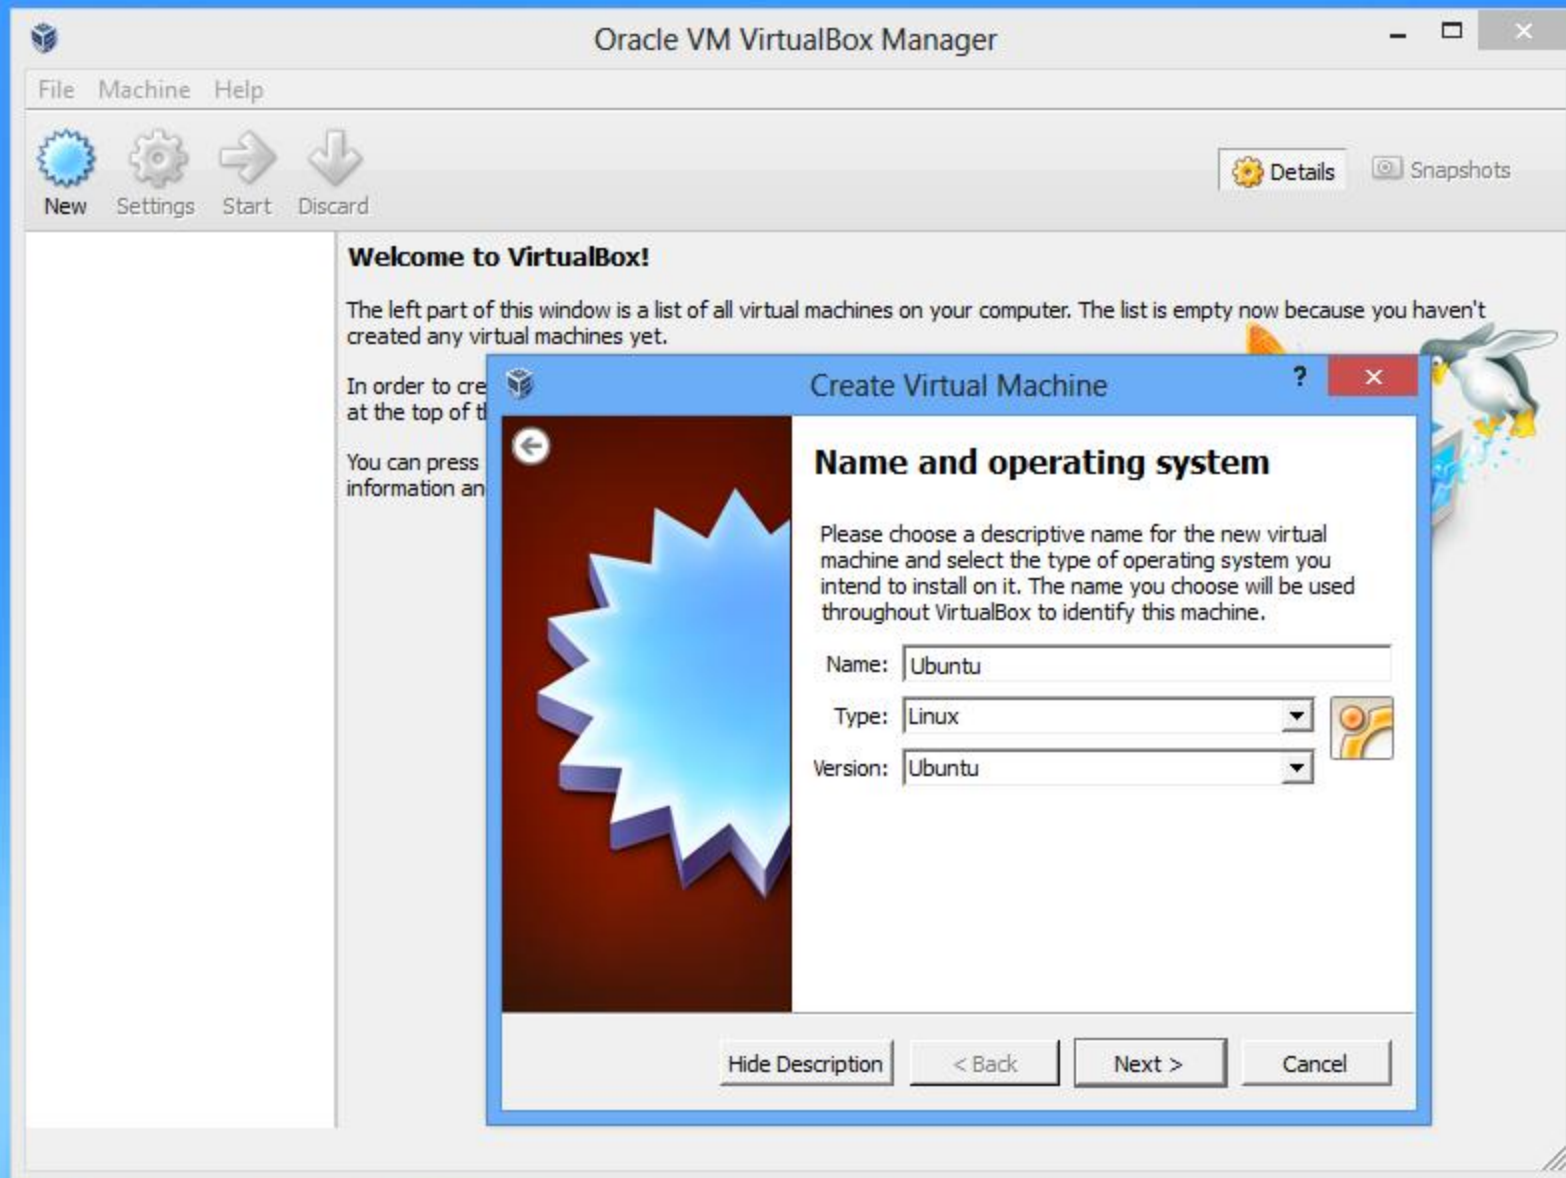 Oracle VM VirtualBox Manager
File Machine Help
New Settings Start Discard
Details Snapshots
Welcome to VirtualBox!
The left part of this window is a list of all virtual machines on your computer. The list is empty now because you haven't
created any virtual machines yet.
In order to cre
at the top of t
You can press
information an
Create Virtual Machine ?
Name and operating system
Please choose a descriptive name for the new virtual
machine and select the type of operating system you
intend to install on it. The name you choose will be used
throughout VirtualBox to identify this machine.
Name: Ubuntu
Type: Linux
Version: Ubuntu
Hide Description < Back Next > Cancel